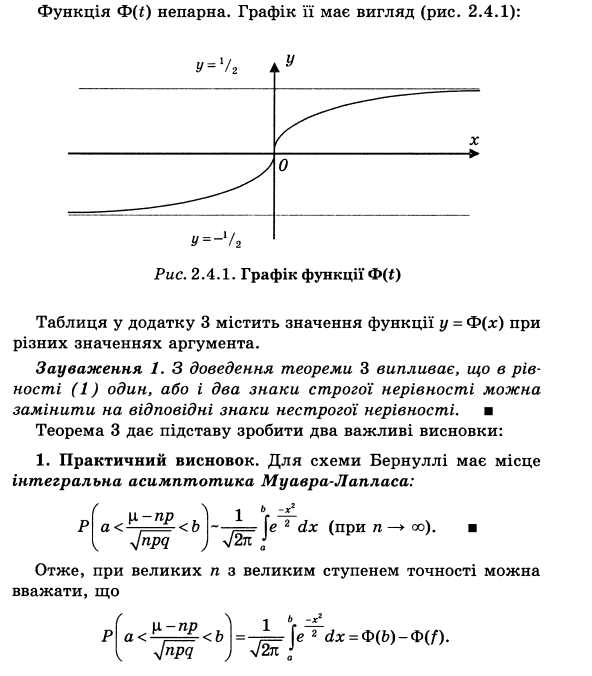 Функція Φ(t) непарна. Графік її має вигляд (рис. 2.4.1):
y = 1/2
y
x
0
y = –1/2
Рис. 2.4.1. Графік функції Φ(t)
Таблиця у додатку 3 містить значення функції y = Φ(x) при
різних значеннях аргумента.
Зауваження 1. З доведення теореми 3 випливає, що в рів-
ності (1) один, або і два знаки строгої нерівності можна
замінити на відповідні знаки нестрогої нерівності. ■
Теорема 3 дає підставу зробити два важливі висновки:
1. Практичний висновок. Для схеми Бернуллі має місце
інтегральна асимптотика Муавра-Лапласа:
P(a < (μ – np)/√(npq) < b) ~ 1/√(2π) ∫_a^b e^(–x²/2) dx (при n → ∞). ■
Отже, при великих n з великим ступенем точності можна
вважати, що
P(a < (μ – np)/√(npq) < b) = 1/√(2π) ∫_a^b e^(–x²/2) dx = Φ(b) – Φ(f).